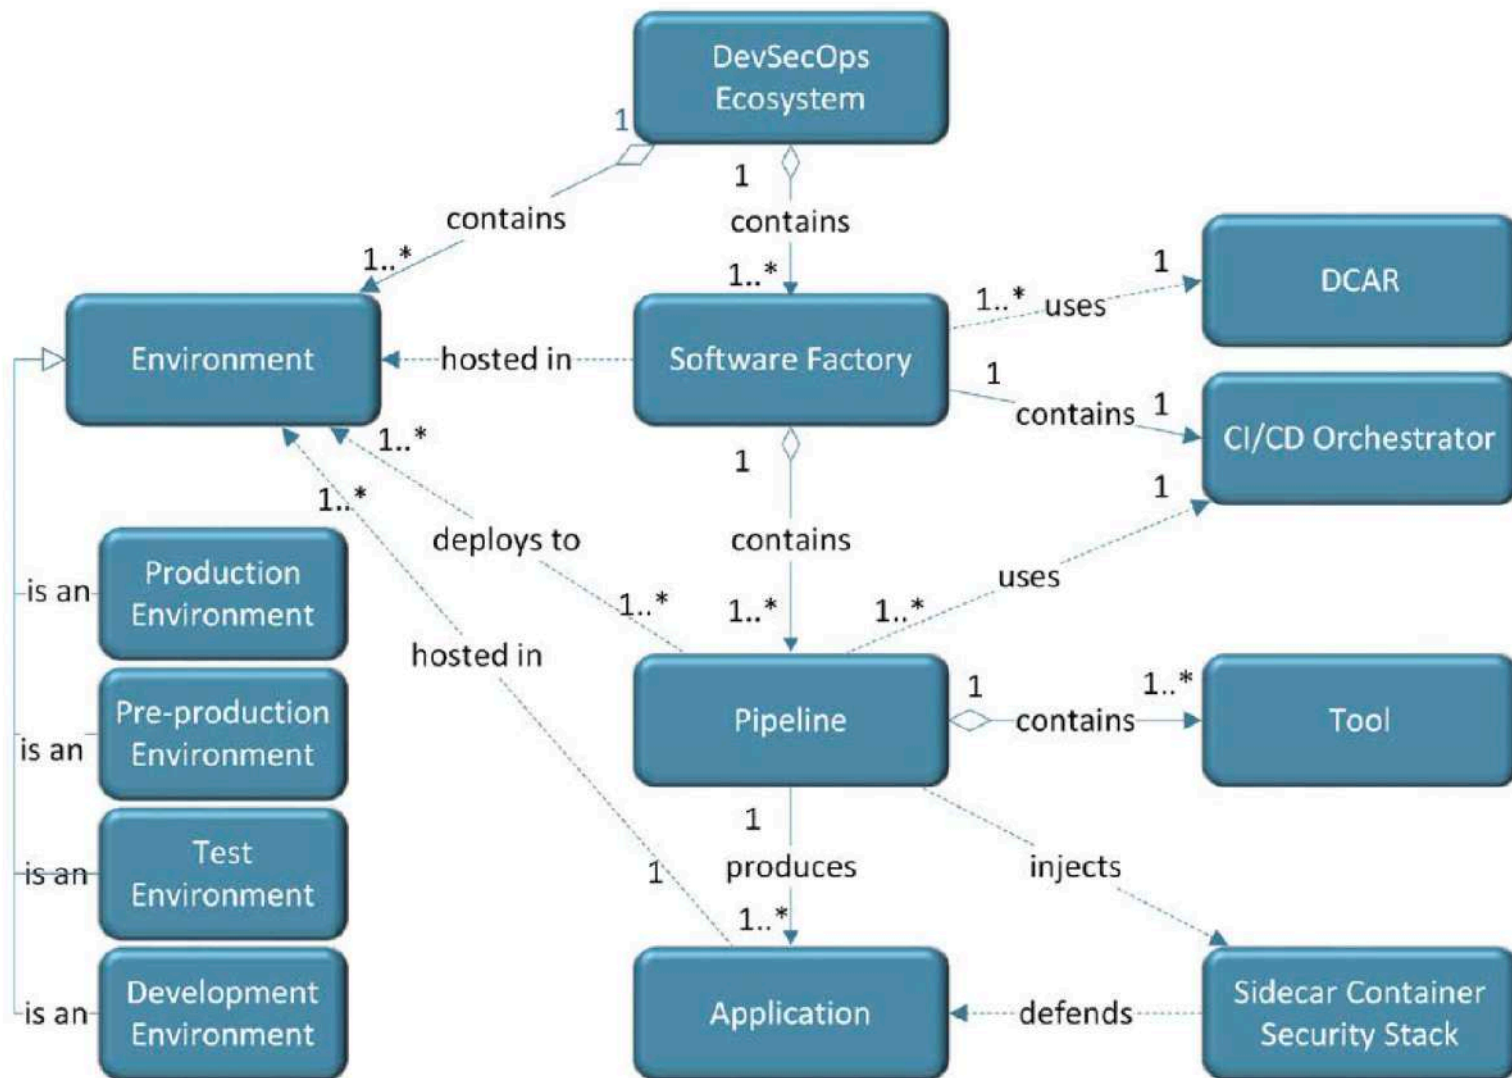 DevSecOps
Ecosystem
1
1
contains
contains
1..*
1..*
1..*
uses
1
DCAR
Environment
hosted in
Software Factory
1
contains
1
CI/CD Orchestrator
1..*
1
1..*
1
deploys to
contains
is an
Production
Environment
uses
1..*
1..*
1..*
hosted in
is an
Pre-production
Environment
Pipeline
1
contains
1..*
Tool
1
is an
Test
Environment
1
produces
injects
1..*
is an
Development
Environment
Application
defends
Sidecar Container
Security Stack